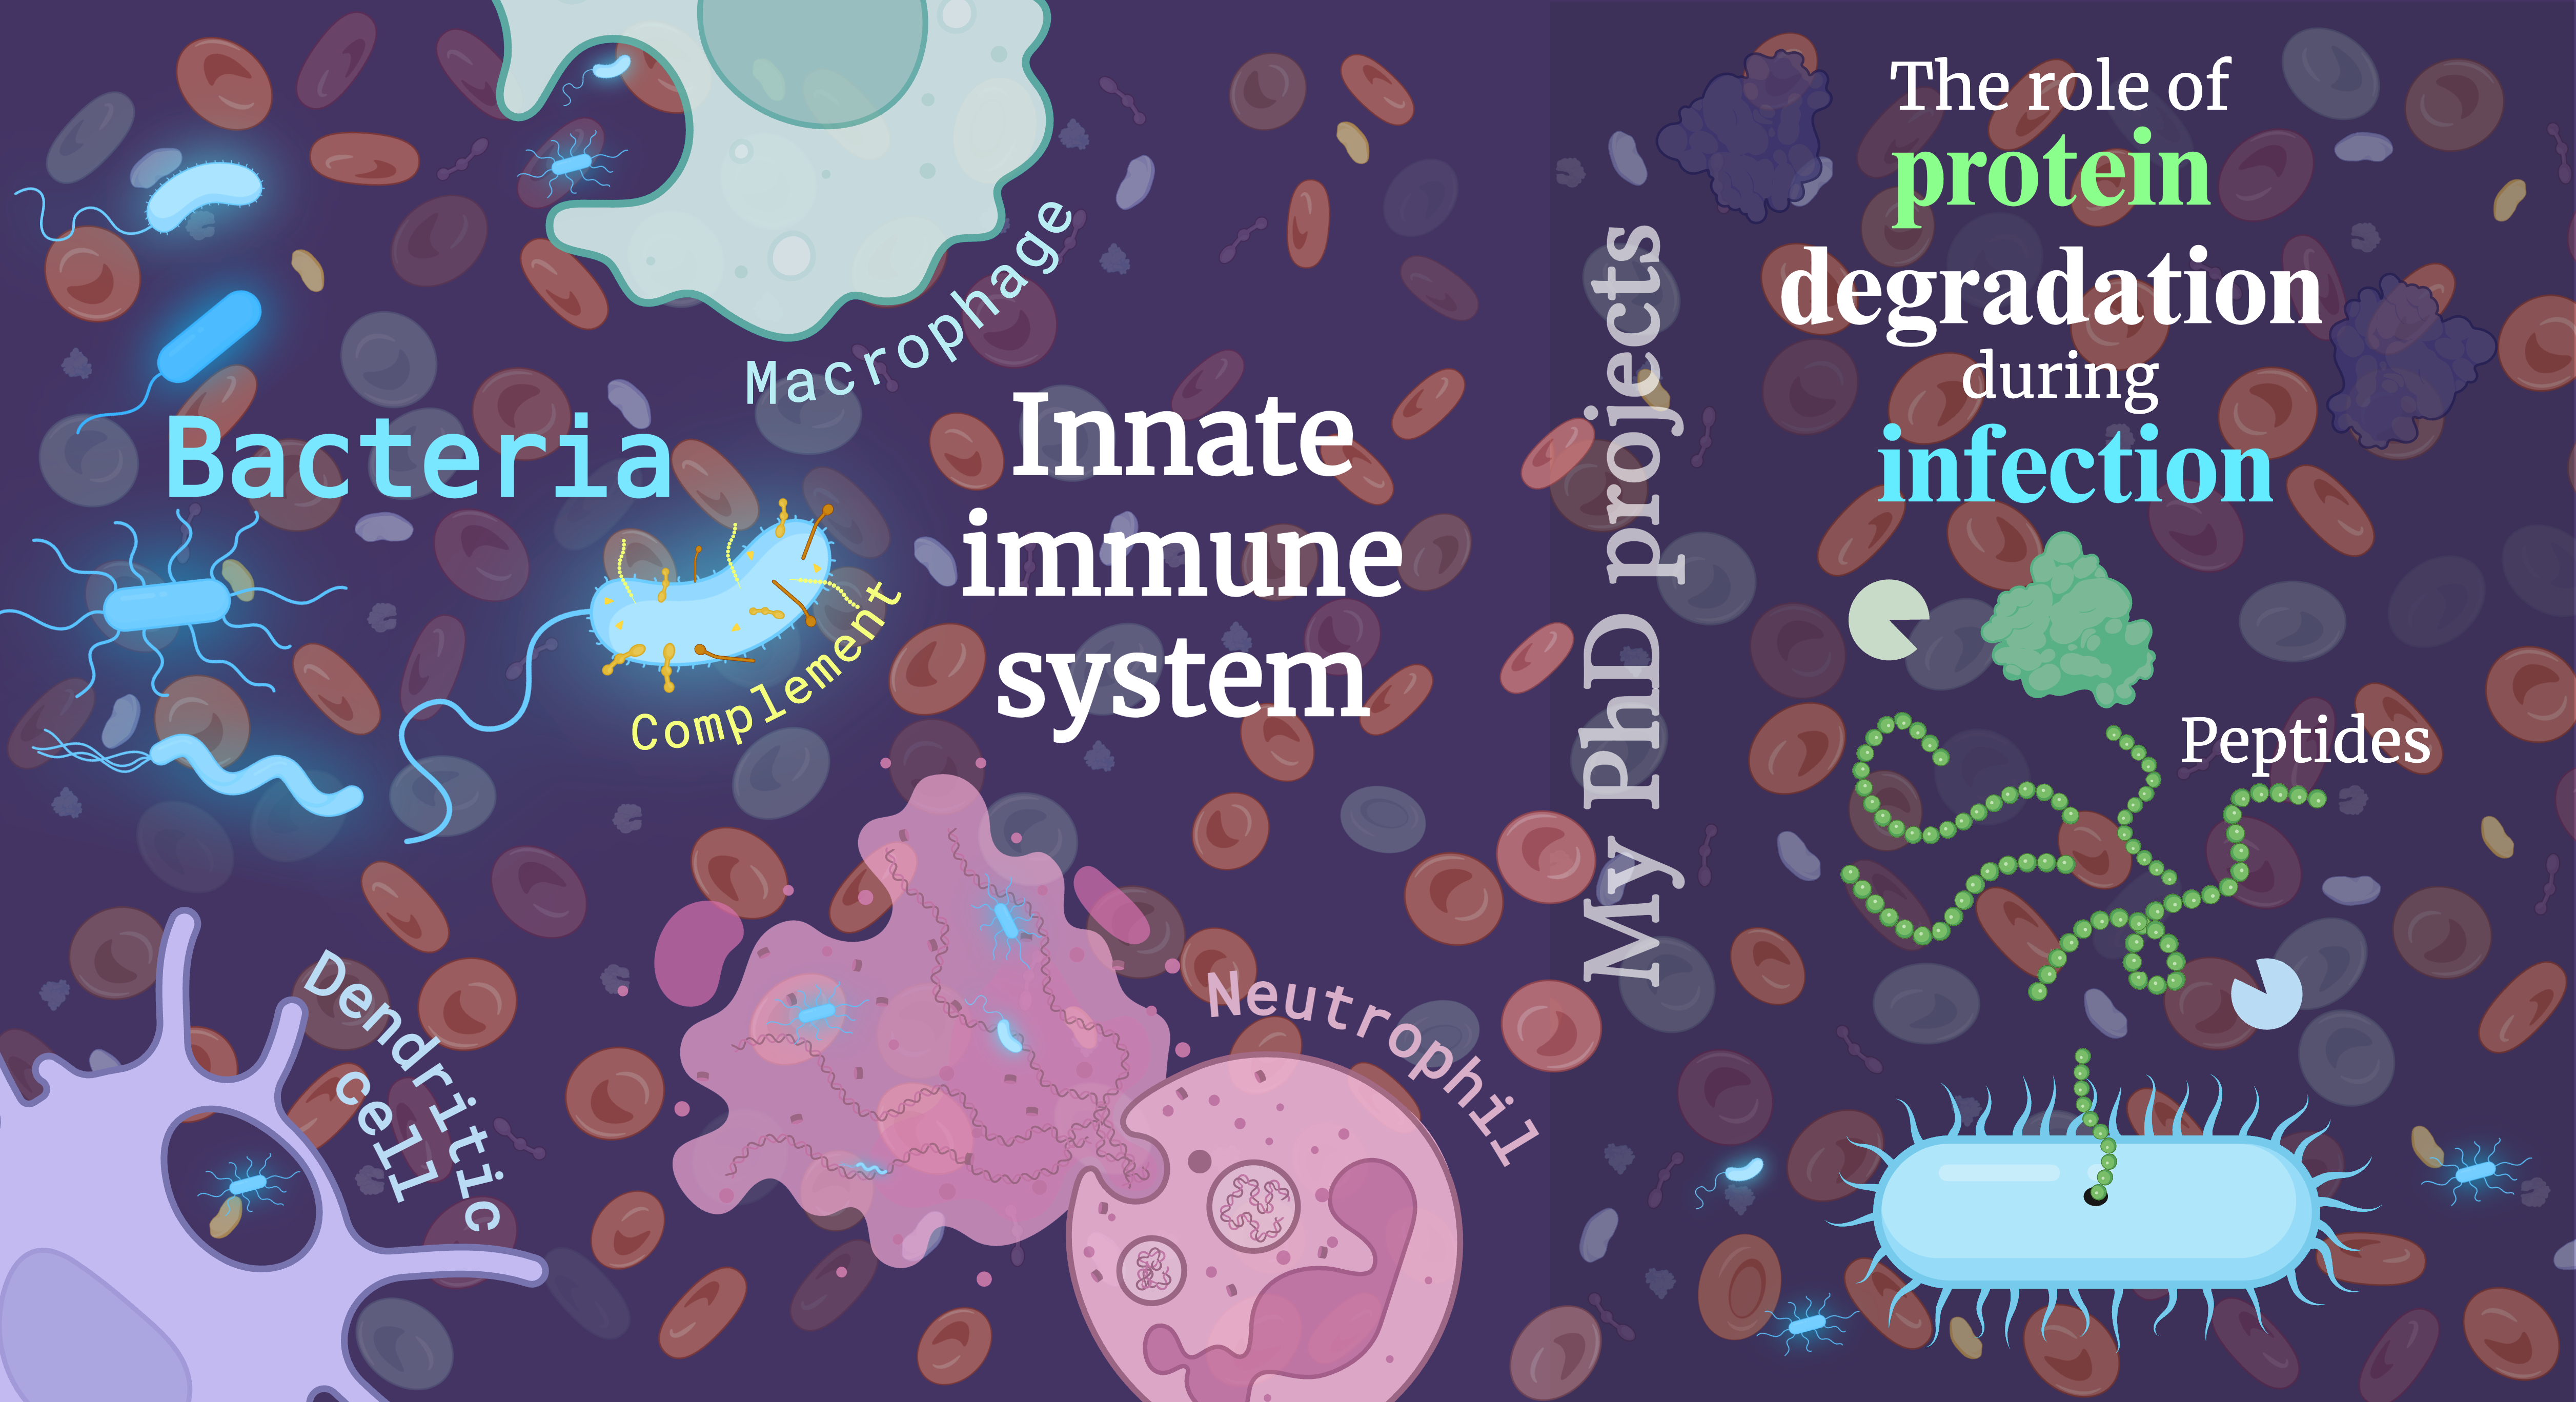 Macrophage
Bacteria
Innate
immune
system
Complement
Dendritic
cell
Neutrophil
My PhD projects
The role of
protein
degradation
during
infection
Peptides